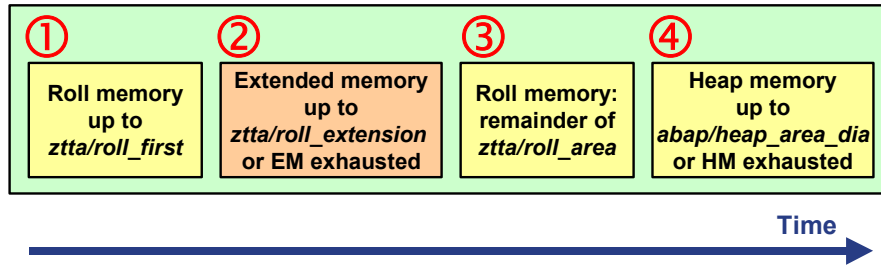 ① ② ③ ④
Roll memory
up to
ztta/roll_first
Extended memory
up to
ztta/roll_extension
or EM exhausted
Roll memory:
remainder of
ztta/roll_area
Heap memory
up to
abap/heap_area_dia
or HM exhausted
Time